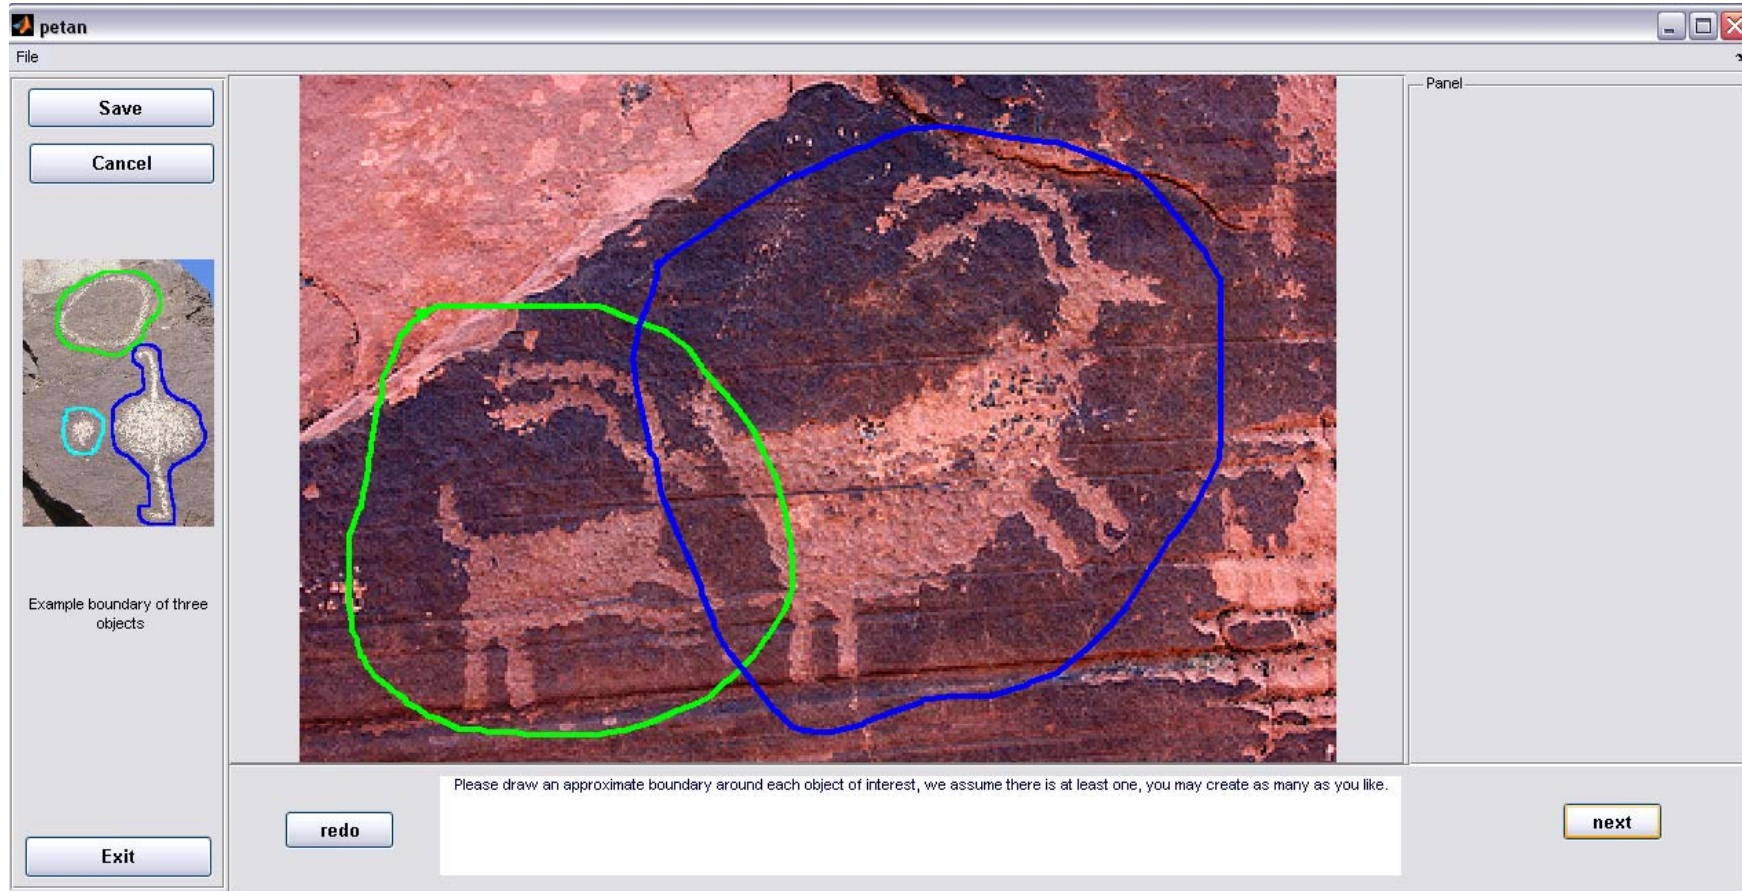 petan
File
Save
Cancel
Example boundary of three
objects
Exit
Panel
Please draw an approximate boundary around each object of interest, we assume there is at least one, you may create as many as you like.
redo
next